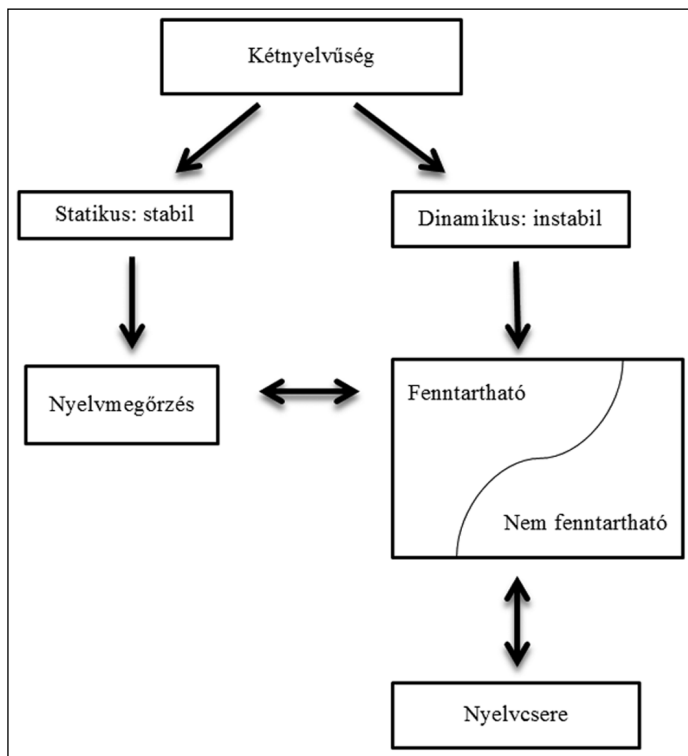 Kétnyelvűség
Statikus: stabil
Dinamikus: instabil
Nyelvmegőrzés
Fenntartható
Nem fenntartható
Nyelvcsere